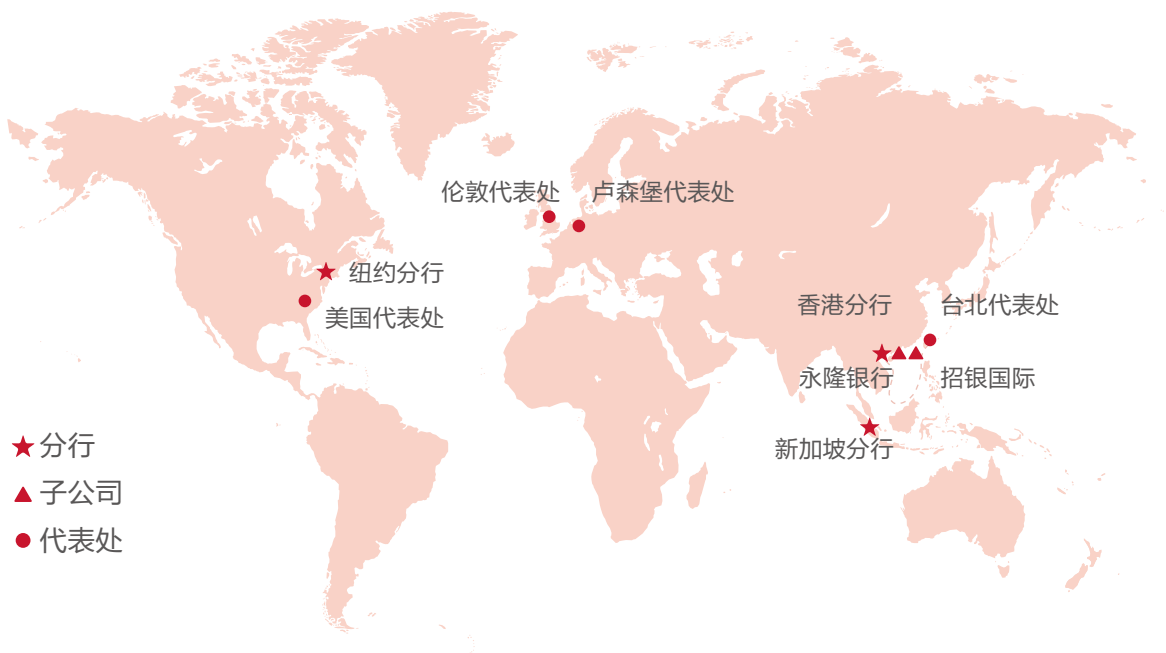 伦敦代表处
卢森堡代表处
纽约分行
美国代表处
香港分行
台北代表处
永隆银行
招银国际
新加坡分行
分行
子公司
代表处